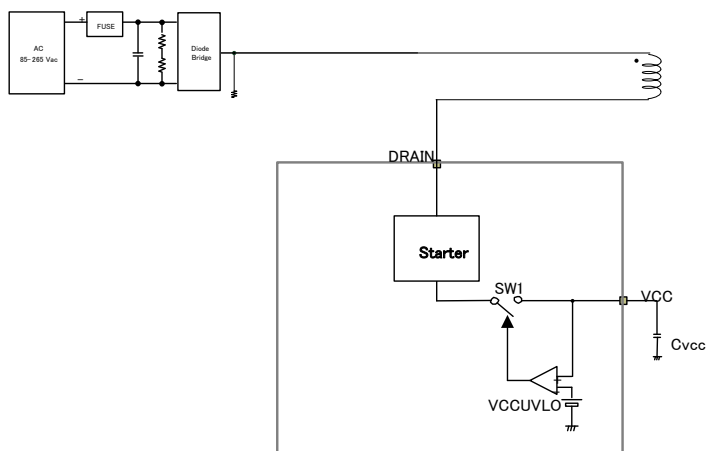 AC
85-265 Vac
+
-
FUSE
Diode
Bridge
DRAIN
Starter
SW1
VCC
Cvcc
+
VCCUVLO